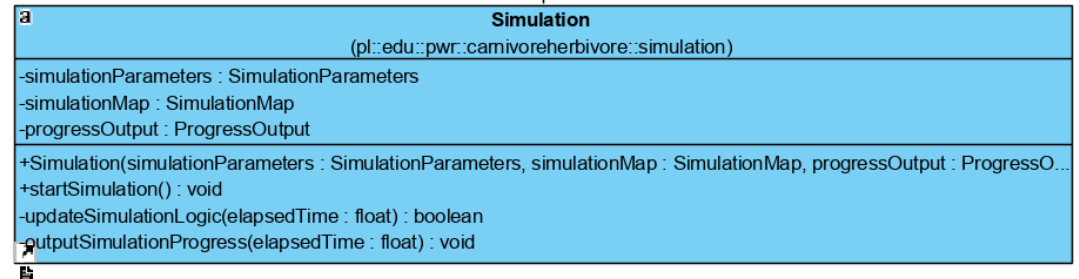 a
Simulation
(pl::edu::pwr::carnivoreherbivore::simulation)
-simulationParameters : SimulationParameters
-simulationMap : SimulationMap
-progressOutput : ProgressOutput
+Simulation(simulationParameters : SimulationParameters, simulationMap : SimulationMap, progressOutput : ProgressO...
+startSimulation() : void
-updateSimulationLogic(elapsedTime : float) : boolean
-outputSimulationProgress(elapsedTime : float) : void